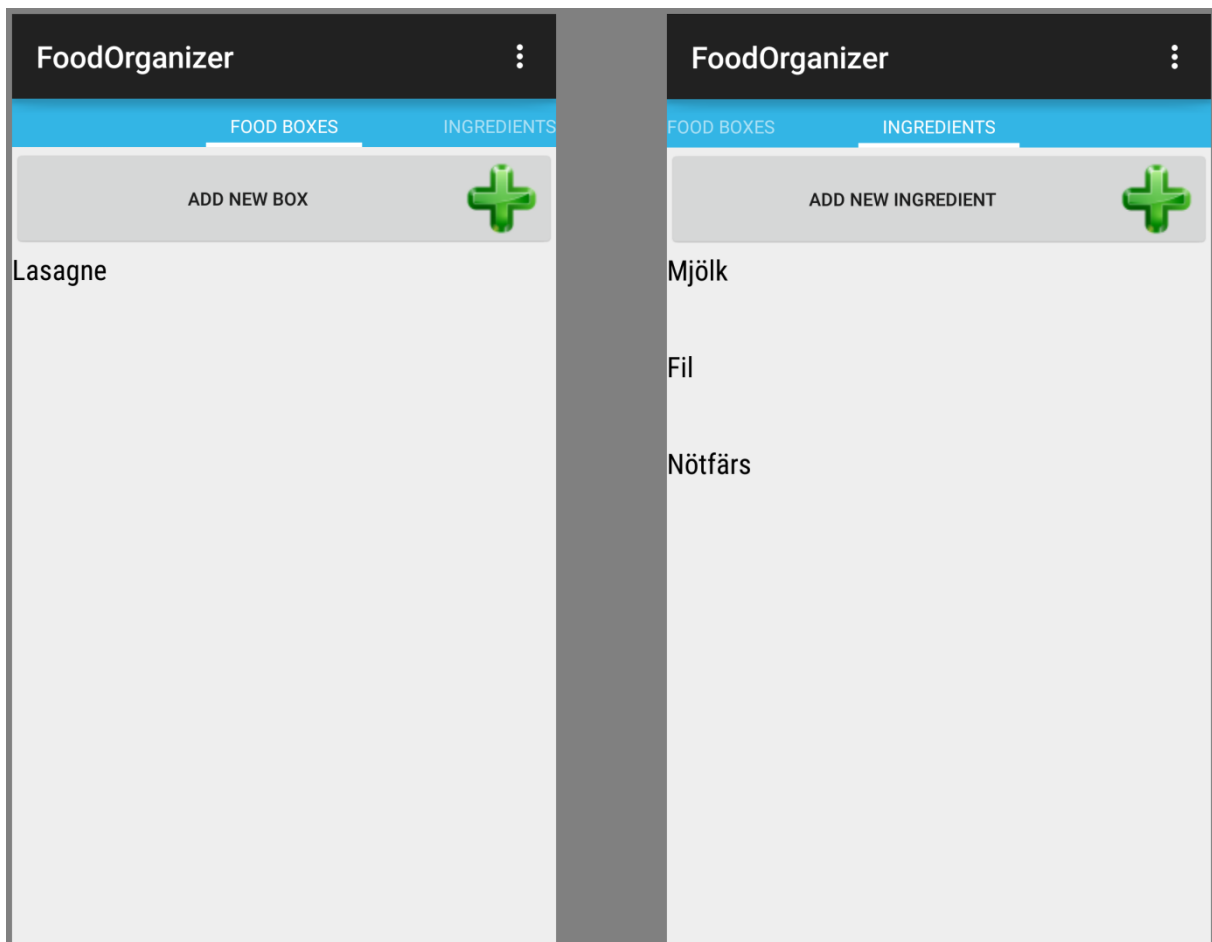 FoodOrganizer
FOOD BOXES INGREDIENTS
ADD NEW BOX
Lasagne
FoodOrganizer
FOOD BOXES INGREDIENTS
ADD NEW INGREDIENT
Mjölk
Fil
Nötfärs